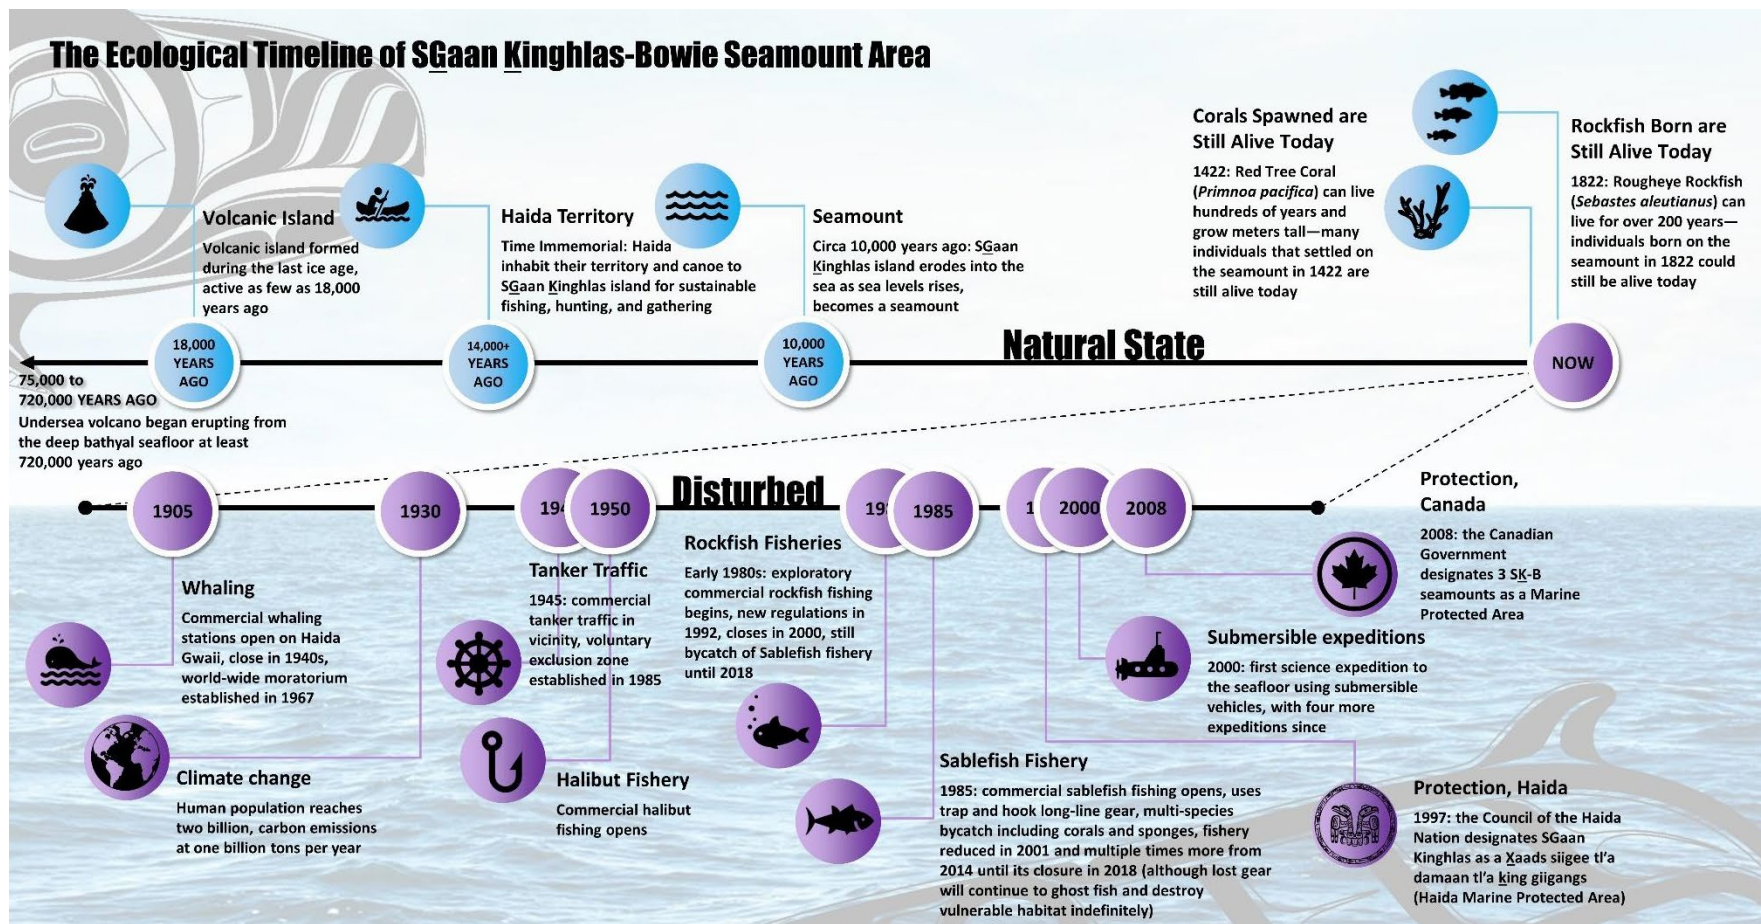 The Ecological Timeline of SGaan Kinghlas-Bowie Seamount Area
Volcanic Island
Volcanic island formed
during the last ice age,
active as few as 18,000
years ago
Haida Territory
Time Immemorial: Haida
inhabit their territory and canoe to
SGaan Kinghlas island for sustainable
fishing, hunting, and gathering
Seamount
Circa 10,000 years ago: SGaan
Kinghlas island erodes into the
sea as sea levels rises,
becomes a seamount
Corals Spawned are
Still Alive Today
1422: Red Tree Coral
(Primnoa pacifica) can live
hundreds of years and
grow meters tall—many
individuals that settled on
the seamount in 1422 are
still alive today
Rockfish Born are
Still Alive Today
1822: Rougheye Rockfish
(Sebastes aleutianus) can
live for over 200 years—
individuals born on the
seamount in 1822 could
still be alive today
18,000
YEARS
AGO
14,000+
YEARS
AGO
10,000
YEARS
AGO
Natural State
NOW
75,000 to
720,000 YEARS AGO
Undersea volcano began erupting from
the deep bathyal seafloor at least
720,000 years ago
1905
1930
194
1950
Disturbed
19
1985
1
2000
2008
Whaling
Commercial whaling
stations open on Haida
Gwaii, close in 1940s,
world-wide moratorium
established in 1967
Climate change
Human population reaches
two billion, carbon emissions
at one billion tons per year
Tanker Traffic
1945: commercial
tanker traffic in
vicinity, voluntary
exclusion zone
established in 1985
Halibut Fishery
Commercial halibut
fishing opens
Rockfish Fisheries
Early 1980s: exploratory
commercial rockfish fishing
begins, new regulations in
1992, closes in 2000, still
bycatch of Sablefish fishery
until 2018
Sablefish Fishery
1985: commercial sablefish fishing opens, uses
trap and hook long-line gear, multi-species
bycatch including corals and sponges, fishery
reduced in 2001 and multiple times more from
2014 until its closure in 2018 (although lost gear
will continue to ghost fish and destroy
vulnerable habitat indefinitely)
Protection,
Canada
2008: the Canadian
Government
designates 3 SK-B
seamounts as a Marine
Protected Area
Submersible expeditions
2000: first science expedition to
the seafloor using submersible
vehicles, with four more
expeditions since
Protection, Haida
1997: the Council of the Haida
Nation designates SGaan
Kinghlas as a Xaads siigee tl'a
damaan tl'a king giigangs
(Haida Marine Protected Area)